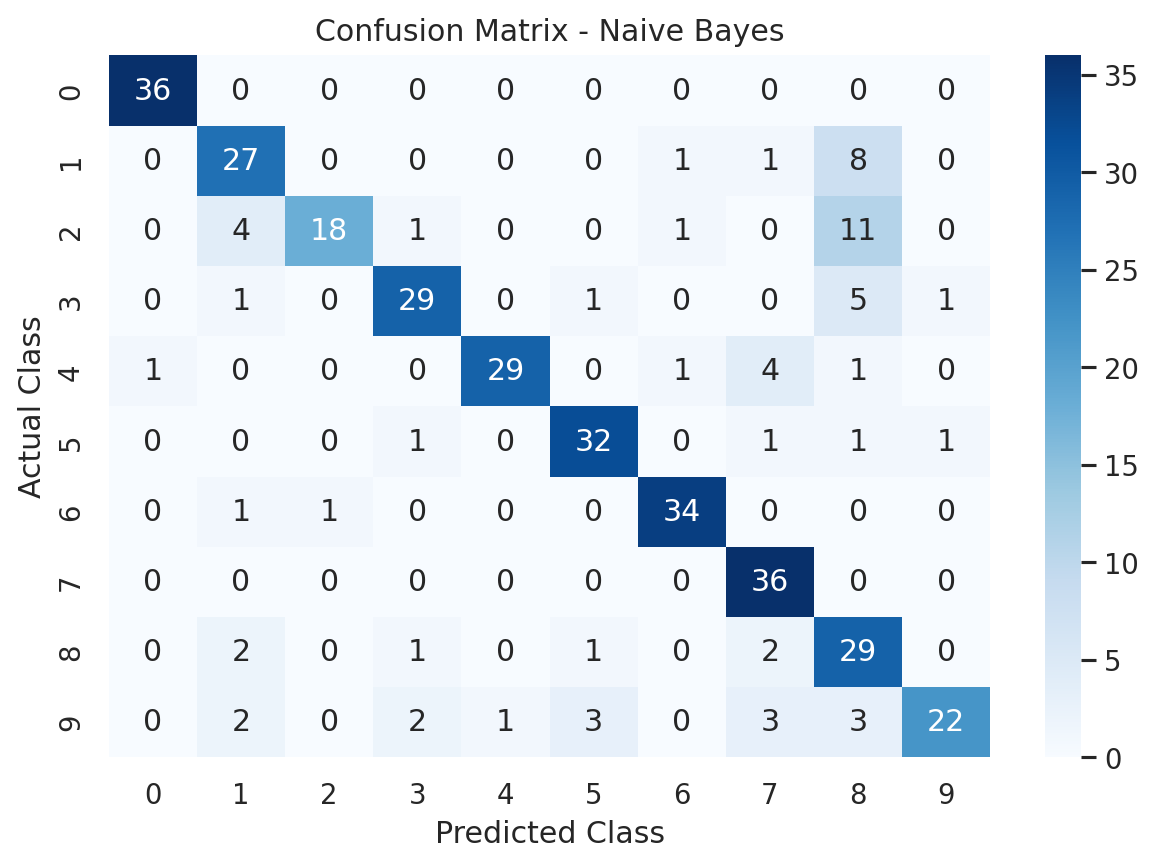 Confusion Matrix - Naive Bayes
0 36 0 0 0 0 0 0 0 0 0
1 0 27 0 0 0 0 1 1 8 0
2 0 4 18 1 0 0 1 0 11 0
3 0 1 0 29 0 1 0 0 5 1
4 1 0 0 0 29 0 1 4 1 0
5 0 0 0 1 0 32 0 1 1 1
6 0 1 1 0 0 0 34 0 0 0
7 0 0 0 0 0 0 0 36 0 0
8 0 2 0 1 0 1 0 2 29 0
9 0 2 0 2 1 3 0 3 3 22
0 1 2 3 4 5 6 7 8 9
Actual Class
Predicted Class
35
30
25
20
15
10
5
0